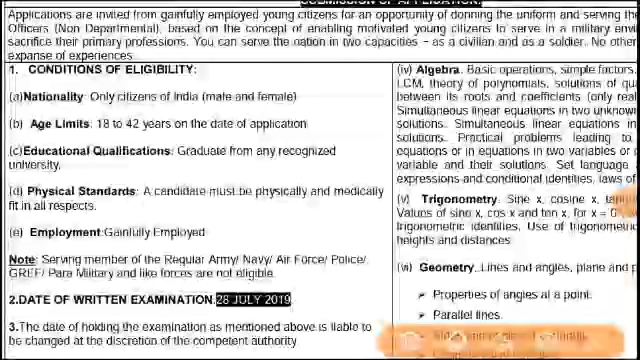 SUBMISSION OF APPLICATION.
Applications are invited from gainfully employed young citizens for an opportunity of donning the uniform and serving the
Officers (Non Departmental), based on the concept of enabling motivated young citizens to serve in a military
sacrifice their primary professions. You can serve the nation in two capacities – as a civilian and as a soldier. No other
expanse of experiences
1. CONDITIONS OF ELIGIBILITY:
(a)Nationality: Only citizens of India (male and female)
(b) Age Limits: 18 to 42 years on the date of application
(c)Educational Qualifications: Graduate from any recognized
university.
(d) Physical Standards: A candidate must be physically and medically
fit in all respects.
(e) Employment:Gainfully Employed
Note: Serving member of the Regular Army/ Navy/ Air Force/ Police/
GREF/ Para Military and like forces are not eligible.
2.DATE OF WRITTEN EXAMINATION.28 JULY 2019
3.The date of holding the examination as mentioned above is liable to
be changed at the discretion of the competent authority
(iv) Algebra. Basic operations, simple factors.
LCM, theory of polynomials, solutions of
between its roots and coefficients (only
Simultaneous linear equations in two
solutions. Simultaneous linear equations in
solutions. Practical problems leading to
equations or in equations in two variables or
variable and their solutions. Set language
expressions and conditional identities, laws of
(v) Trigonometry. Sine x, cosine x,
Values of sine x, cos x and ten x, for x = 0
trigonometric identities. Use of
heights and distances
(vi) Geometry. Lines and angles, plane and
➢ Properties of angles at a point.
➢ Parallel lines.